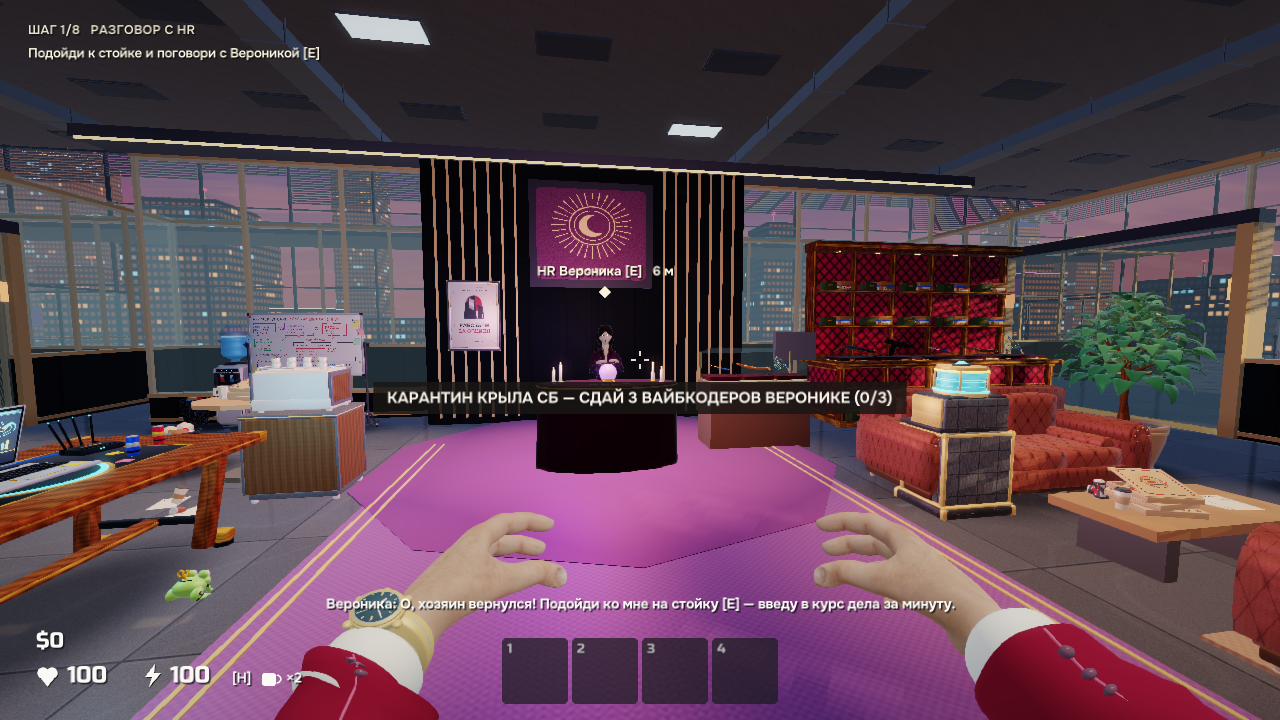 ШАГ 1/8 РАЗГОВОР С HR
Подойди к стойке и поговори с Вероникой [E]
HR Вероника [E] 6 м
КАРАНТИН КРЫЛА СБ — СДАЙ 3 ВАЙБКОДЕРОВ ВЕРОНИКЕ (0/3)
Вероника: О, хозяин вернулся! Подойди ко мне на стойку [E] — введу в курс дела за минуту.
$0
100 100 [H] ×2
1 2 3 4